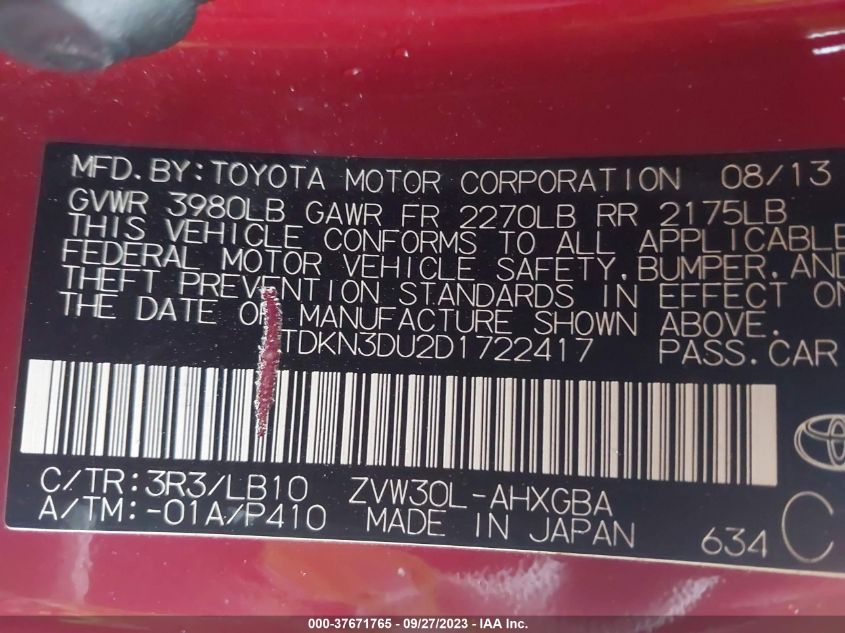 MFD.BY:TOYOTA MOTOR CORPORATION 08/13
GVWR 3980LB GAWR FR 2270LB RR 2175LB
THIS VEHICLE CONFORMS TO ALL APPLICABLE
FEDERAL MOTOR VEHICLE SAFETY,BUMPER,AND
THEFT PREVENTION STANDARDS IN EFFECT ON
THE DATE OF MANUFACTURE SHOWN ABOVE.
TDKN3DU2D1722417 PASS.CAR
C/TR:3R3/LB10 ZVW30L-AHXGBA
A/TM:-01A/P410 MADE IN JAPAN 634 C
000-37671765 - 09/27/2023 - IAA Inc.